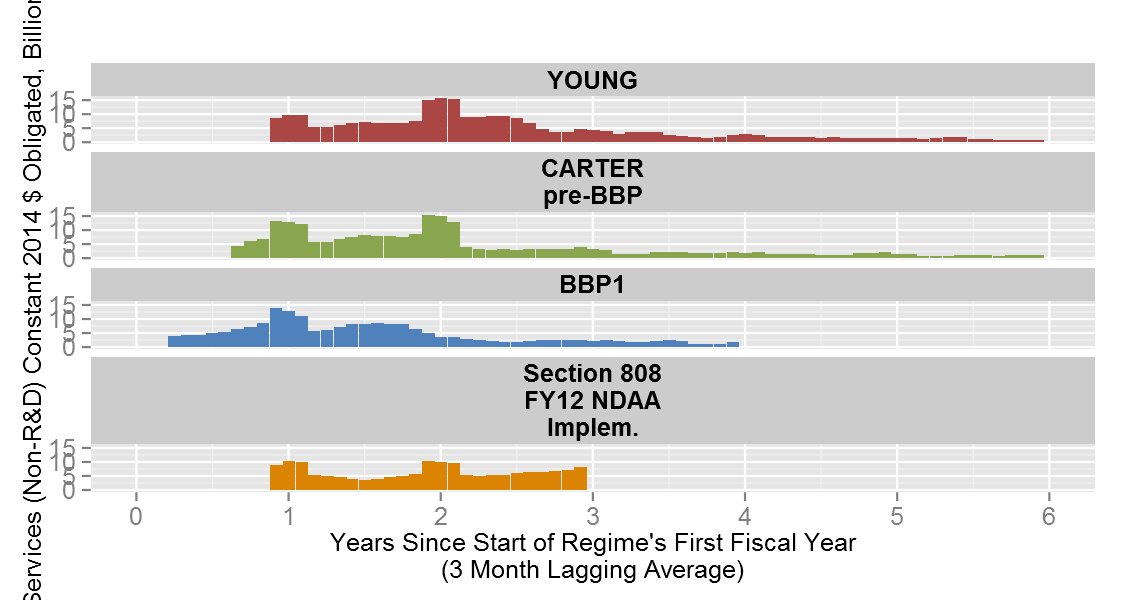 Services (Non-R&D) Constant 2014 $ Obligated, Billion
YOUNG
15
10
5
0
CARTER
pre-BBP
15
10
5
0
BBP1
15
10
5
0
Section 808
FY12 NDAA
Implem.
15
10
5
0
0 1 2 3 4 5 6
Years Since Start of Regime's First Fiscal Year
(3 Month Lagging Average)